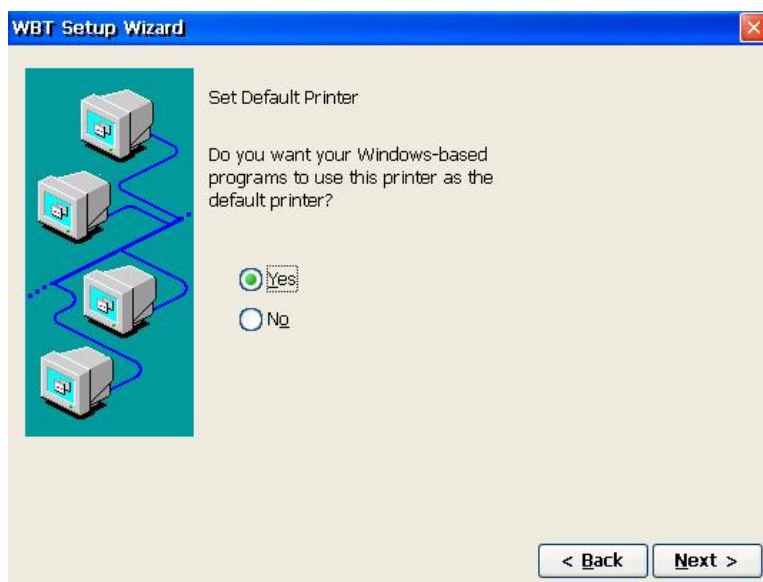 WBT Setup Wizard
Set Default Printer
Do you want your Windows-based
programs to use this printer as the
default printer?
Yes
No
< Back
Next >